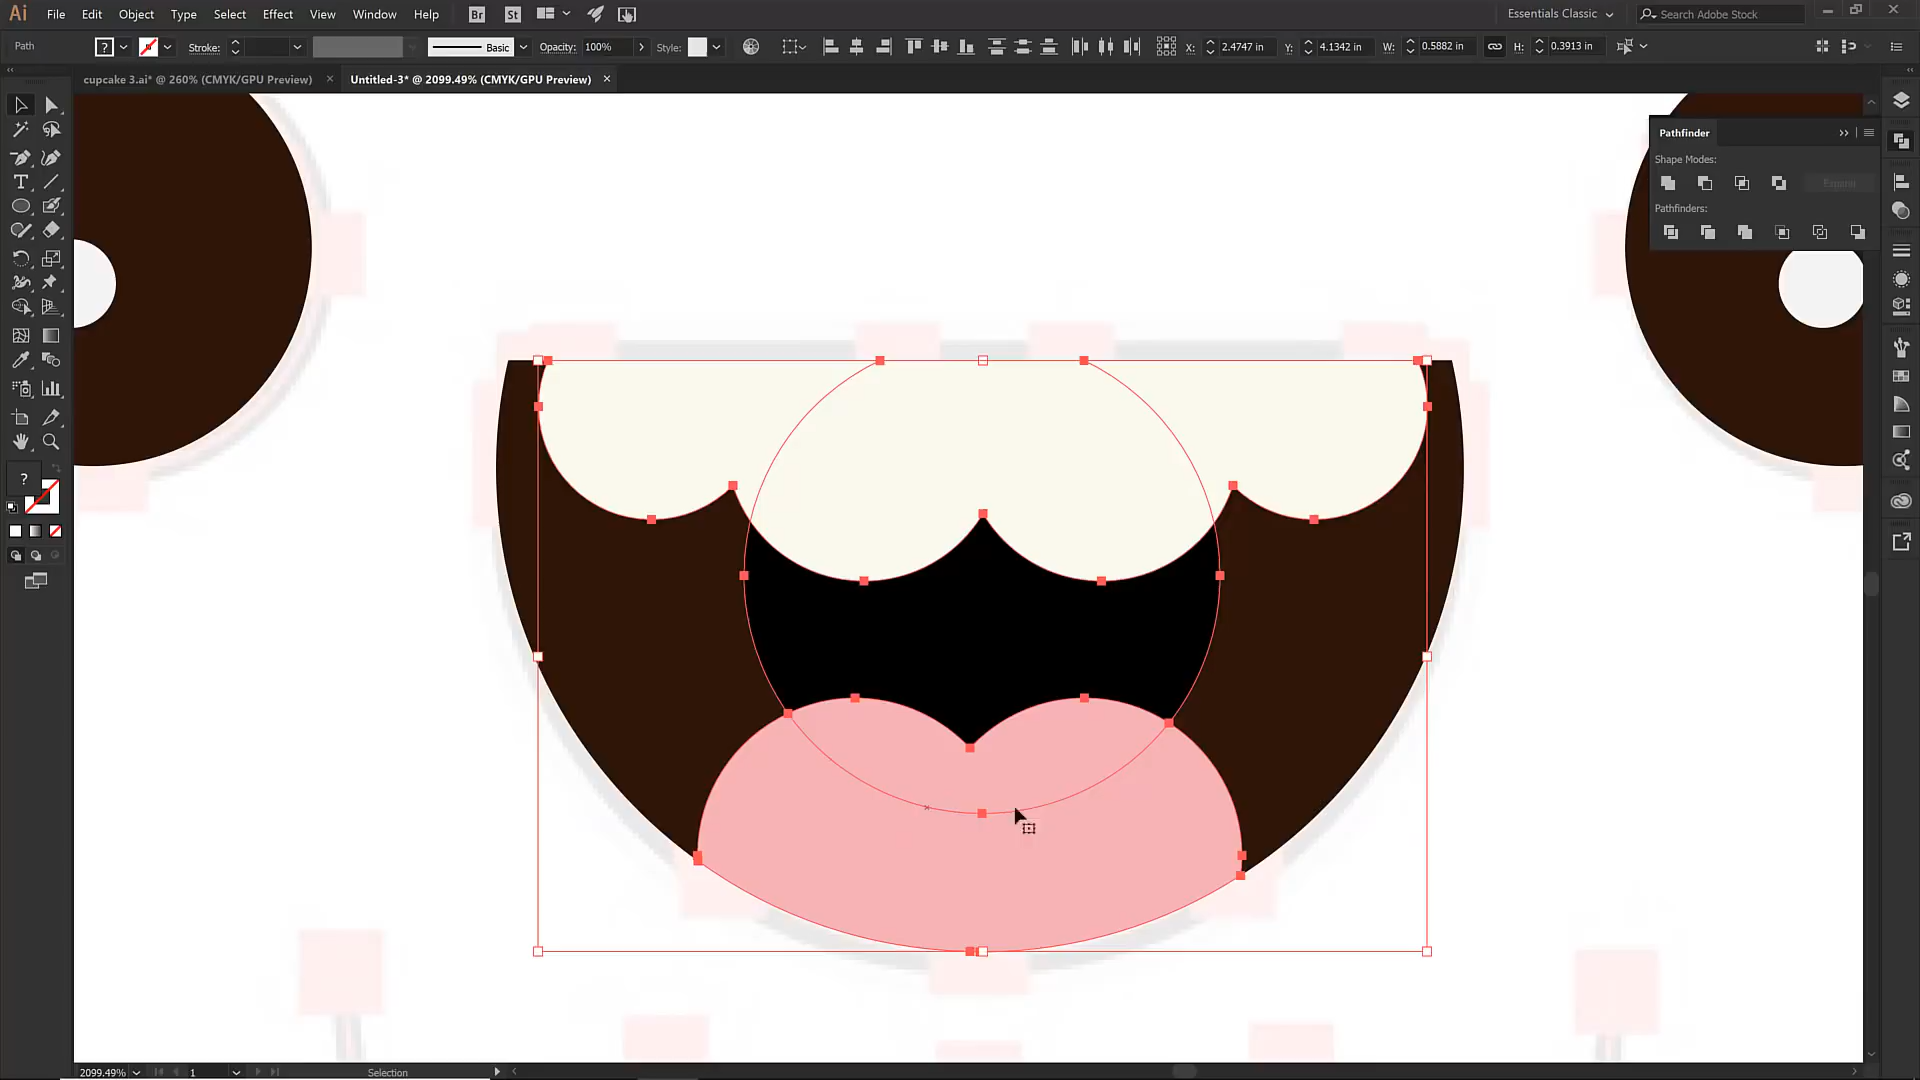 Ai File Edit Object Type Select Effect View Window Help Br St Essentials Classic Search Adobe Stock
Path ? Stroke: Basic Opacity: 100% Style: X: 2.4747 in Y: 4.1342 in W: 0.5882 in H: 0.3913 in
cupcake 3.ai* @ 260% (CMYK/GPU Preview) × Untitled-3* @ 2099.49% (CMYK/GPU Preview) ×
Pathfinder
Shape Modes:
Expand
Pathfinders:
T
?
2099.49% 1 Selection